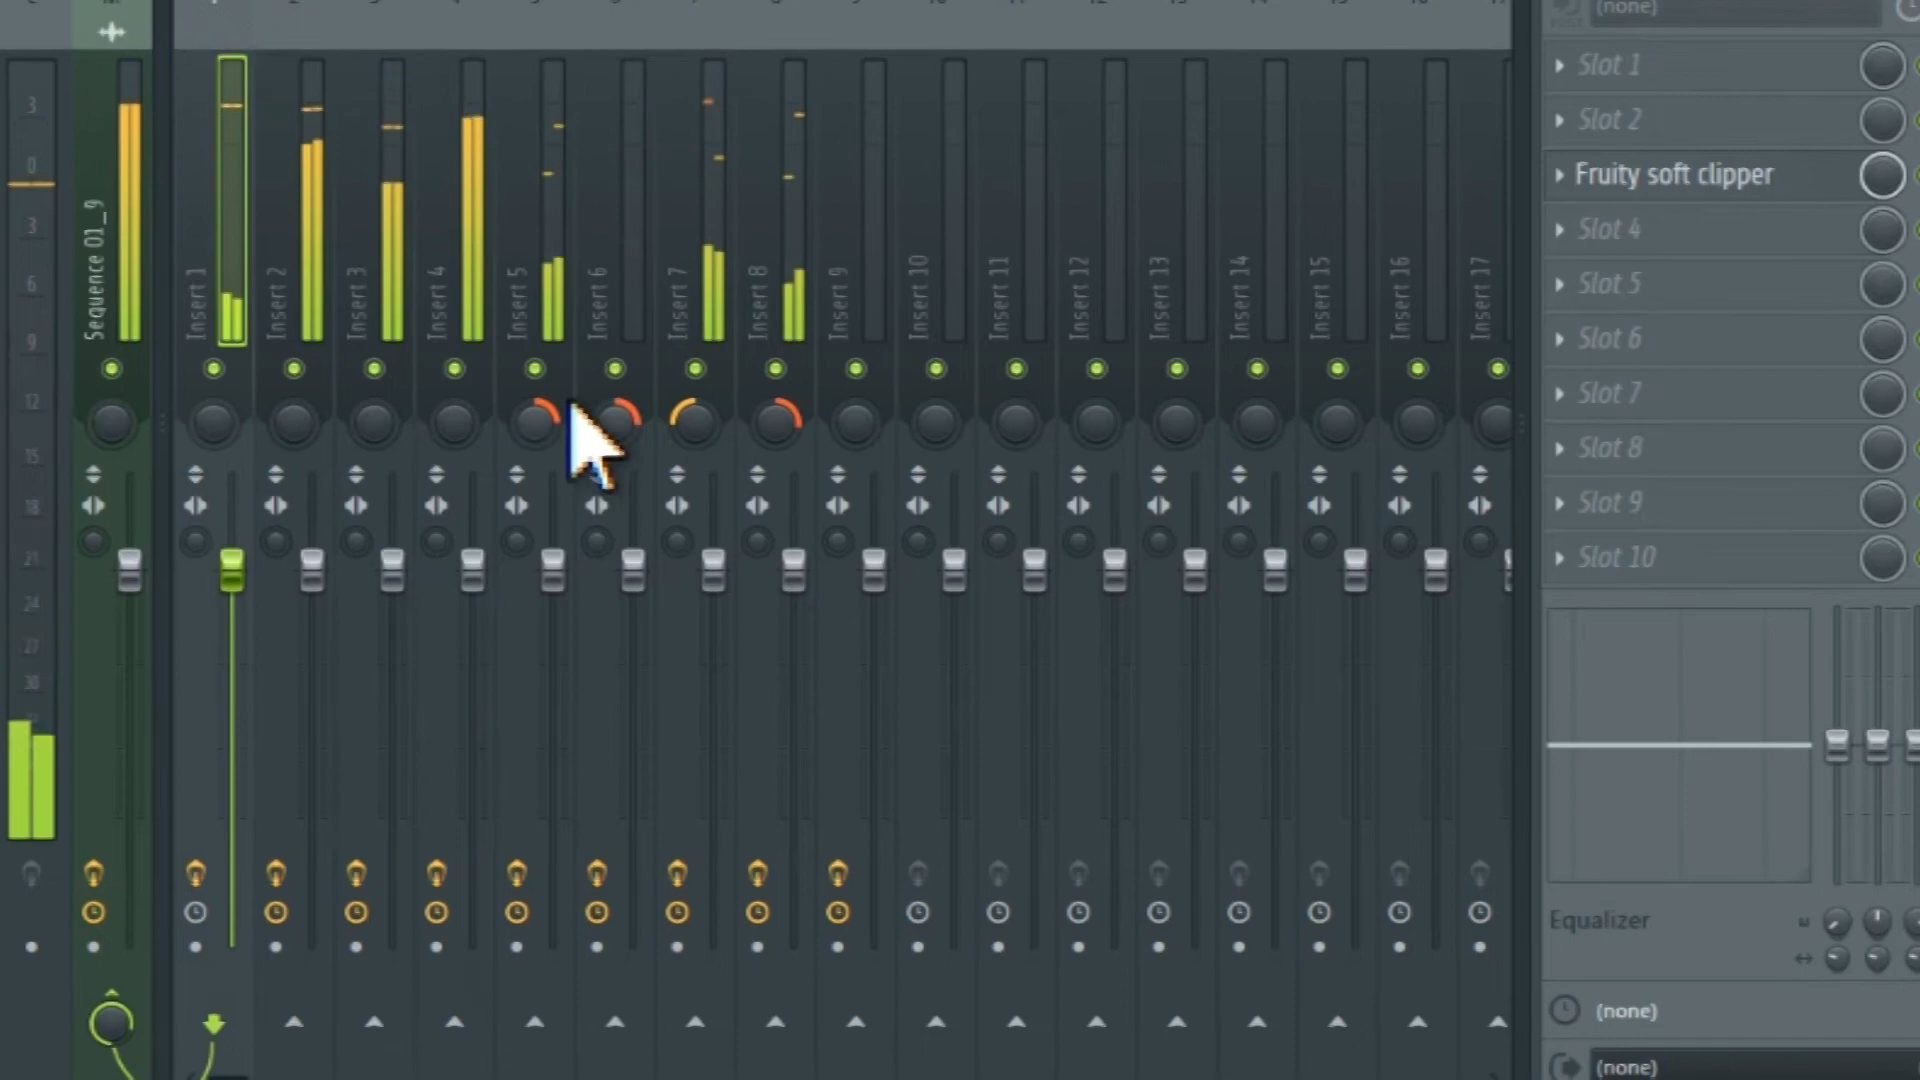 (none)
Slot 1
Slot 2
Fruity soft clipper
Slot 4
Slot 5
Slot 6
Slot 7
Slot 8
Slot 9
Slot 10
3
0
3
6
9
12
15
18
21
24
27
30
Sequence 01_9
Insert 1
Insert 2
Insert 3
Insert 4
Insert 5
Insert 6
Insert 7
Insert 8
Insert 9
Insert 10
Insert 11
Insert 12
Insert 13
Insert 14
Insert 15
Insert 16
Insert 17
Equalizer
(none)
(none)